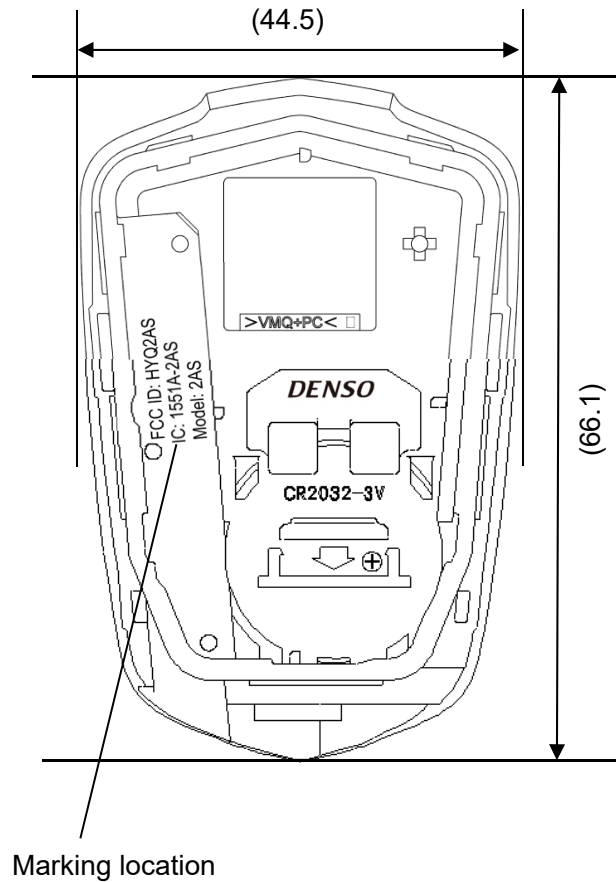 (44.5)
(66.1)
>VMQ+PC<
FCC ID: HYQ2AS
IC: 1551A-2AS
Model: 2AS
DENSO
CR2032-3V
Marking location